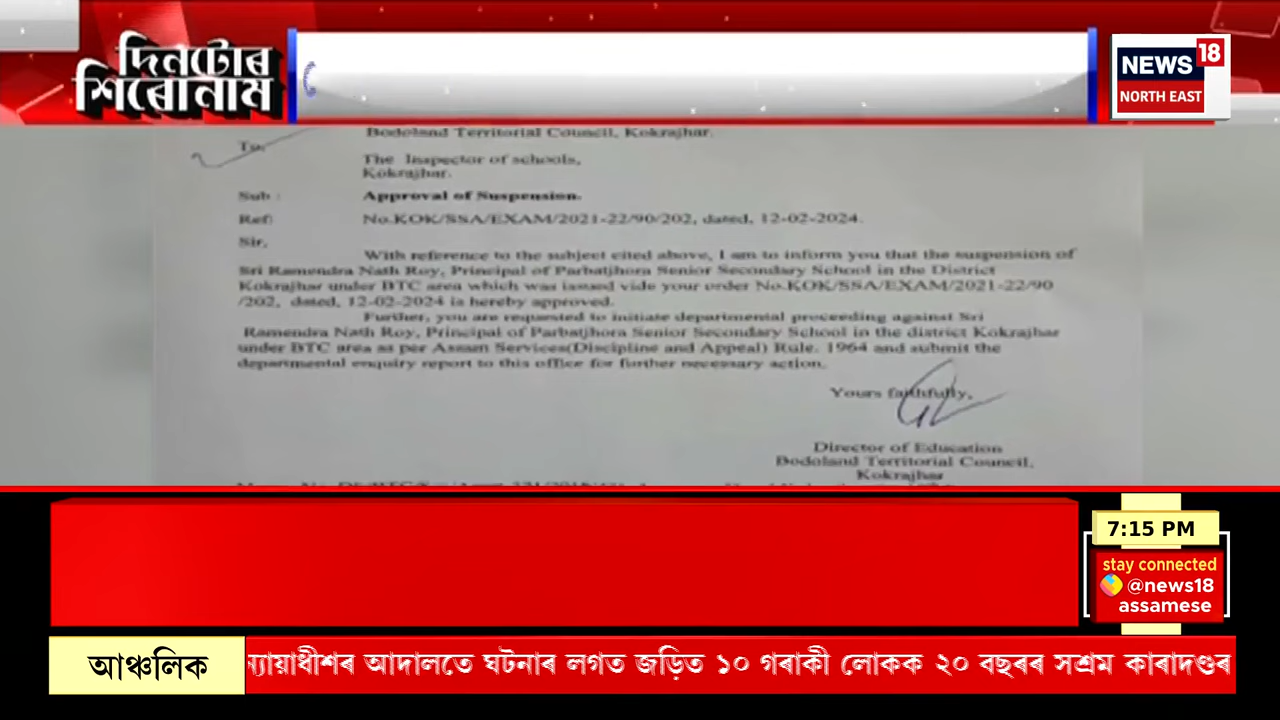 দিনটোৰ
শিৰোনাম
NEWS 18
NORTH EAST
Bodoland Territorial Council, Kokrajhar.
To,
The Inspector of schools,
Kokrajhar.
Sub : Approval of Suspension.
Ref: No.KOK/SSA/EXAM/2021-22/90/202, dated, 12-02-2024.
Sir,
With reference to the subject cited above, I am to inform you that the suspension of
Sri Ramendra Nath Roy, Principal of Parbatjhora Senior Secondary School in the District
Kokrajhar under BTC area which was issued vide your order No.KOK/SSA/EXAM/2021-22/90
/202, dated, 12-02-2024 is hereby approved.
Further, you are requested to initiate departmental proceeding against Sri
Ramendra Nath Roy, Principal of Parbatjhora Senior Secondary School in the district Kokrajhar
under BTC area as per Assam Services(Discipline and Appeal) Rule. 1964 and submit the
departmental enquiry report to this office for further necessary action.
Yours faithfully,
Director of Education
Bodoland Territorial Council,
Kokrajhar
7:15 PM
stay connected
@news18
assamese
আঞ্চলিক
ন্যায়াধীশৰ আদালতে ঘটনাৰ লগত জড়িত ১০ গৰাকী লোকক ২০ বছৰৰ সশ্ৰম কাৰাদণ্ডৰ